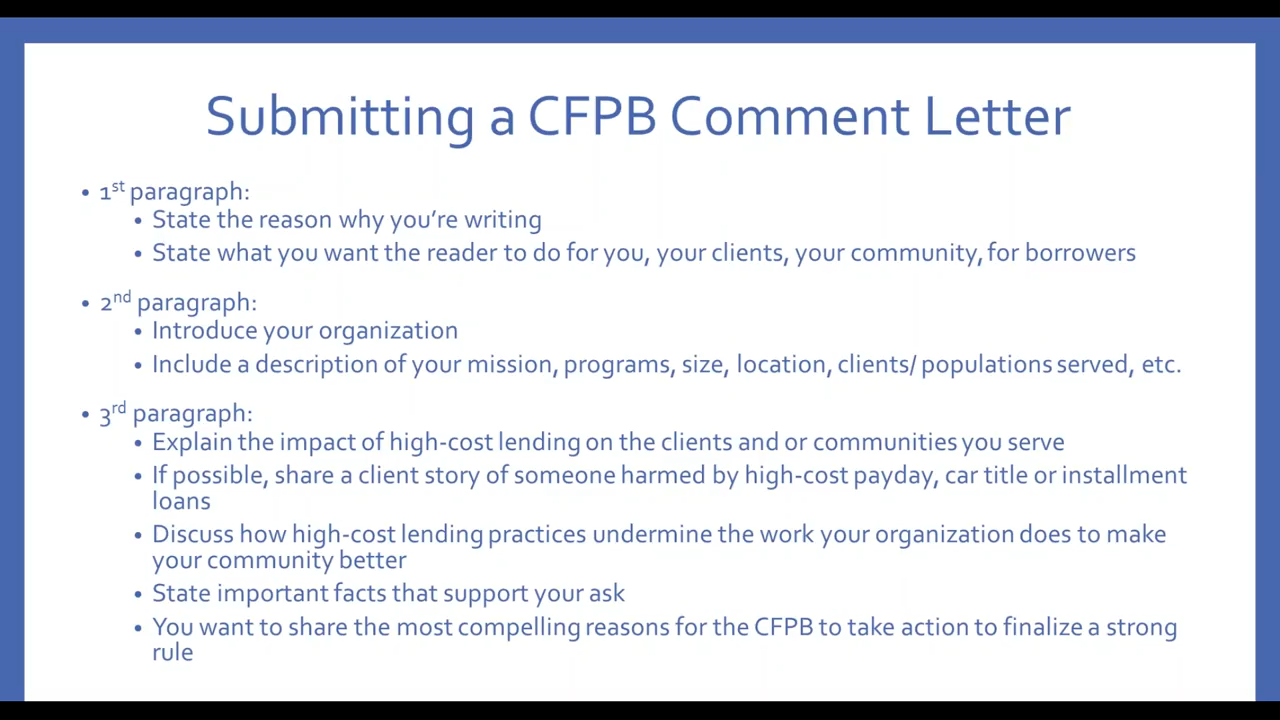 Submitting a CFPB Comment Letter
• 1st paragraph:
• State the reason why you're writing
• State what you want the reader to do for you, your clients, your community, for borrowers
• 2nd paragraph:
• Introduce your organization
• Include a description of your mission, programs, size, location, clients/ populations served, etc.
• 3rd paragraph:
• Explain the impact of high-cost lending on the clients and or communities you serve
• If possible, share a client story of someone harmed by high-cost payday, car title or installment
loans
• Discuss how high-cost lending practices undermine the work your organization does to make
your community better
• State important facts that support your ask
• You want to share the most compelling reasons for the CFPB to take action to finalize a strong
rule